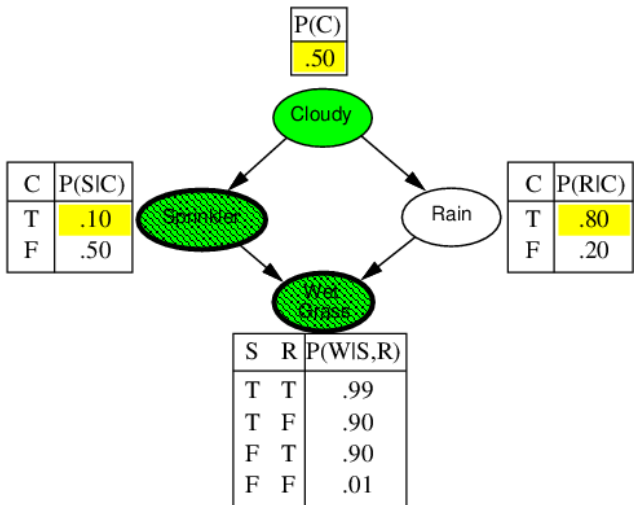 P(C)
.50
Cloudy
C P(S|C)
T .10
F .50
Sprinkler
Rain
C P(R|C)
T .80
F .20
Wet
Grass
S R P(W|S,R)
T T .99
T F .90
F T .90
F F .01